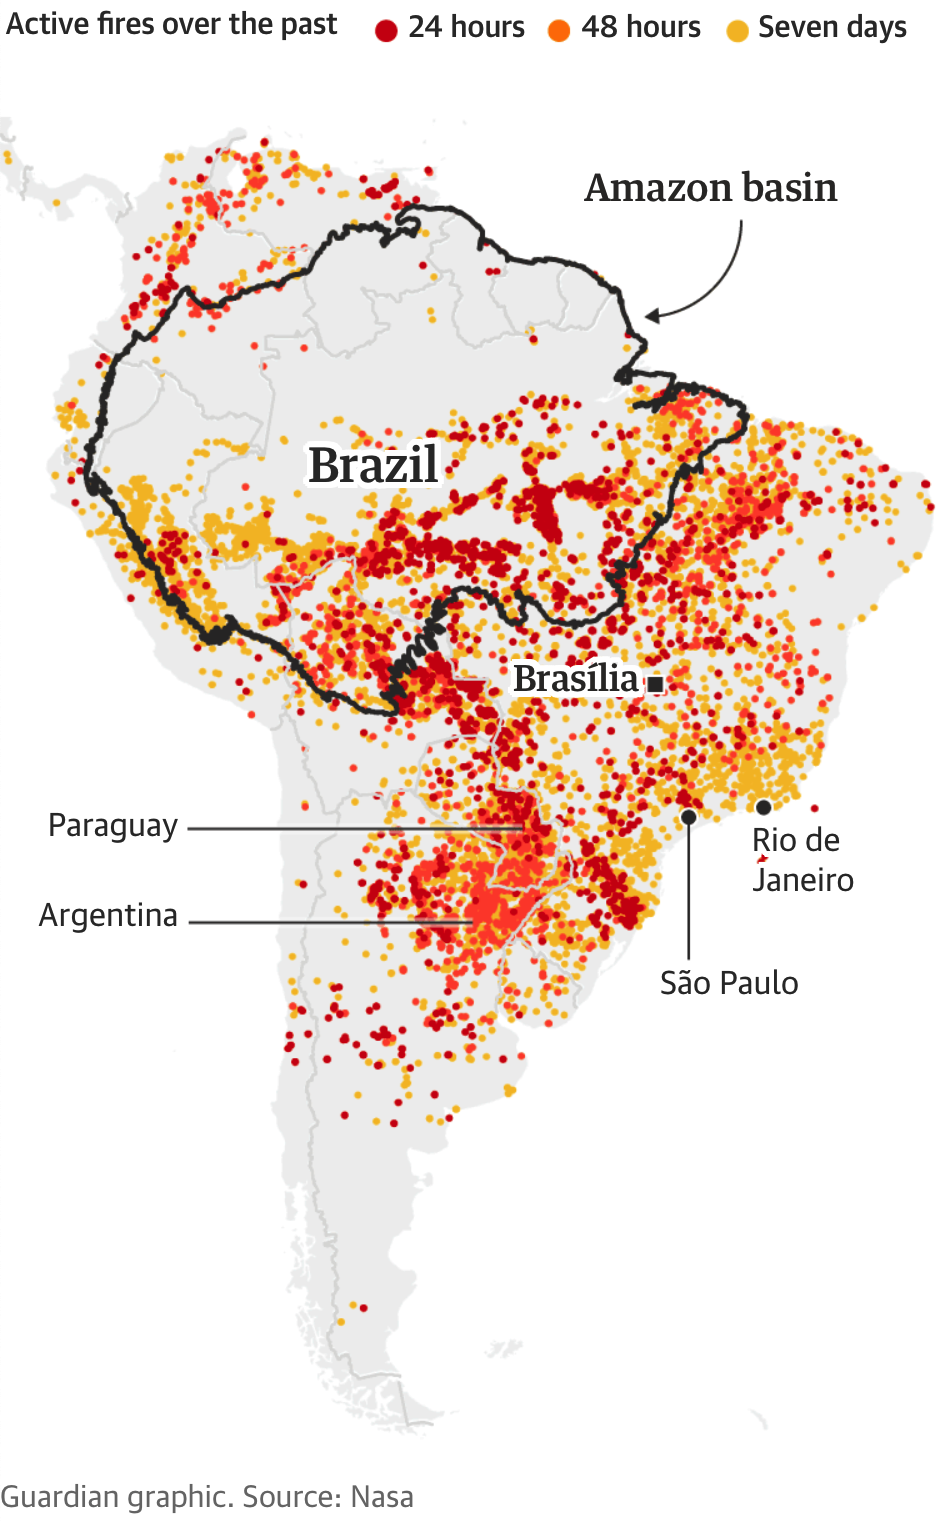 Active fires over the past
24 hours
48 hours
Seven days
Amazon basin
Brazil
Brasília
Paraguay
Rio de
Janeiro
Argentina
São Paulo
Guardian graphic. Source: Nasa